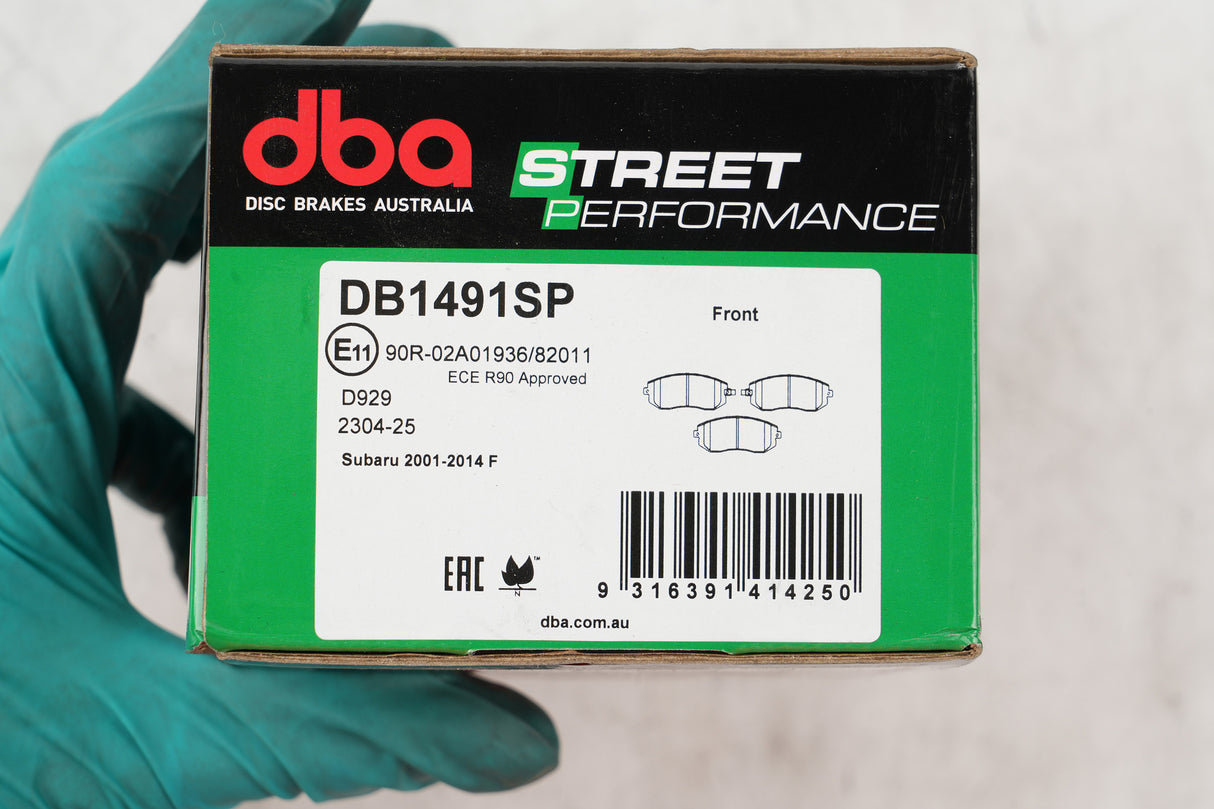 dba
DISC BRAKES AUSTRALIA
STREET
PERFORMANCE
DB1491SP
Front
E11 90R-02A01936/82011
ECE R90 Approved
D929
2304-25
Subaru 2001-2014 F
EAC
TM
N
9 316391 414250
dba.com.au